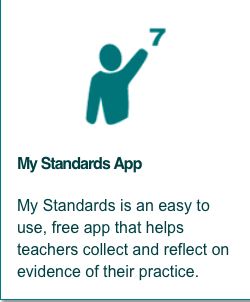 7
My Standards App
My Standards is an easy to
use, free app that helps
teachers collect and reflect on
evidence of their practice.